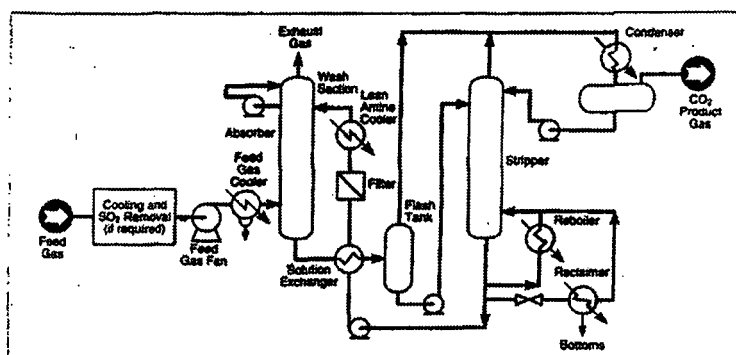 Exhaust
Gas
Wash
Section
Lean
Amine
Cooler
Absorber
Feed
Gas
Cooler
Filter
Cooling and
SO₂ Removal
(if required)
Feed
Gas
Feed
Gas Fan
Solution
Exchanger
Flash
Tank
Condenser
CO₂
Product
Gas
Stripper
Reboiler
Reclaimer
Bottoms